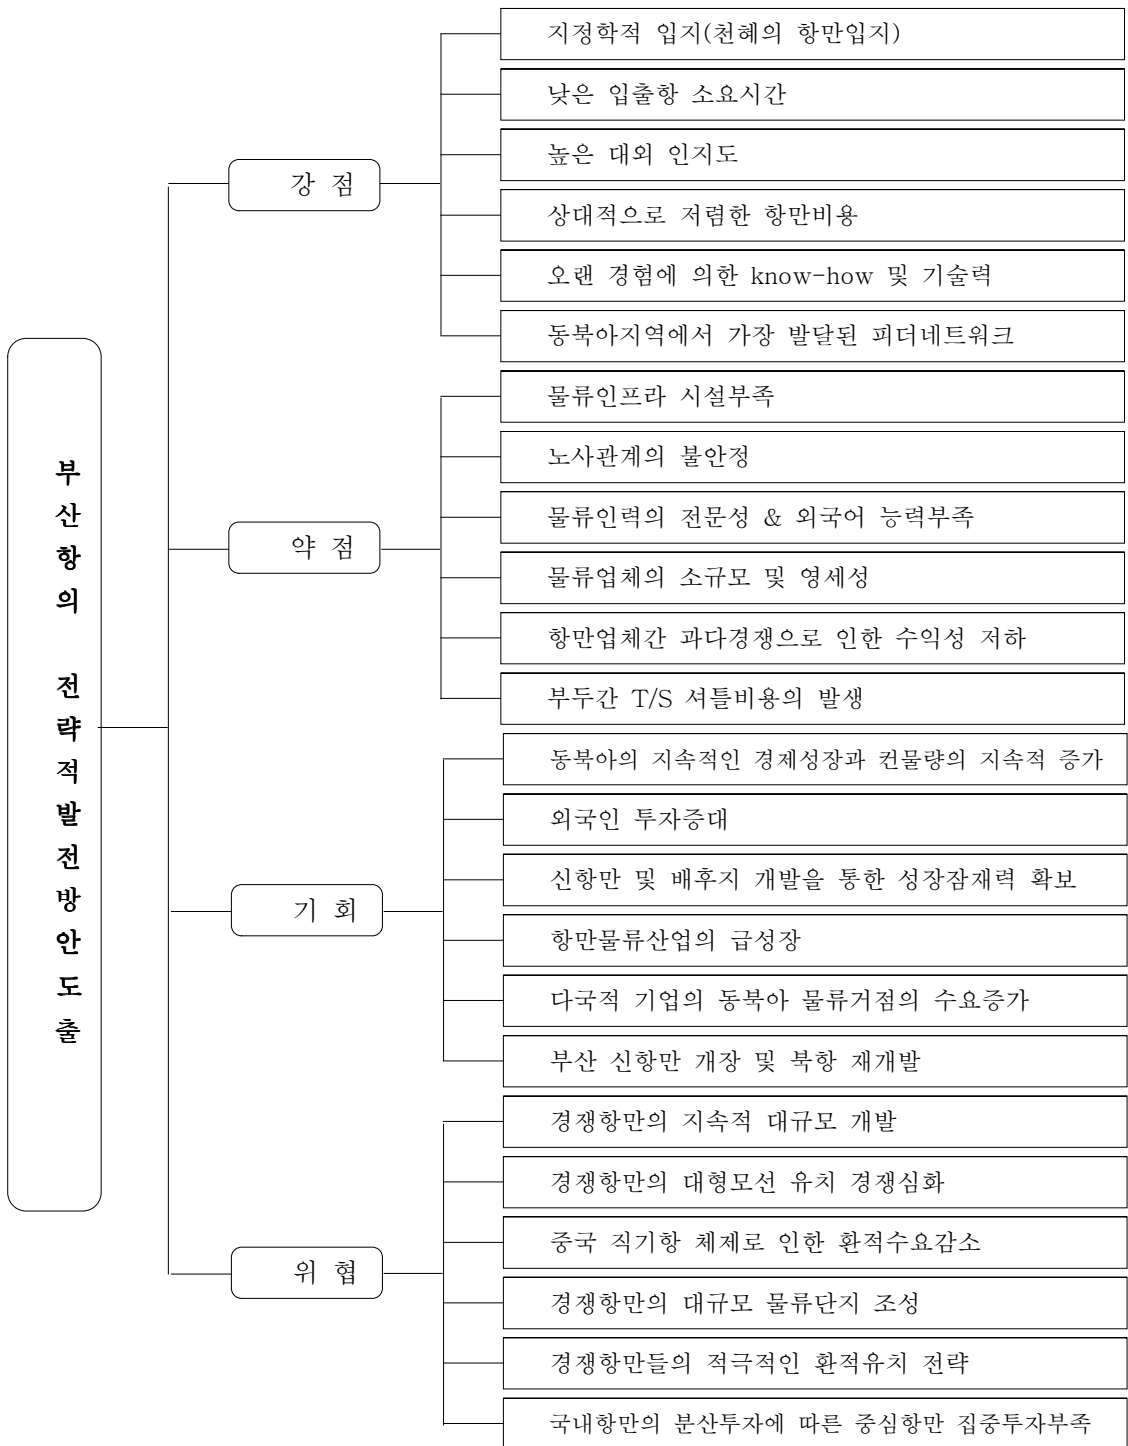 부산항의 전략적발전방안도출
강 점
지정학적 입지(천혜의 항만입지)
낮은 입출항 소요시간
높은 대외 인지도
상대적으로 저렴한 항만비용
오랜 경험에 의한 know-how 및 기술력
동북아지역에서 가장 발달된 피더네트워크
약 점
물류인프라 시설부족
노사관계의 불안정
물류인력의 전문성 & 외국어 능력부족
물류업체의 소규모 및 영세성
항만업체간 과다경쟁으로 인한 수익성 저하
부두간 T/S 셔틀비용의 발생
기 회
동북아의 지속적인 경제성장과 컨물량의 지속적 증가
외국인 투자증대
신항만 및 배후지 개발을 통한 성장잠재력 확보
항만물류산업의 급성장
다국적 기업의 동북아 물류거점의 수요증가
부산 신항만 개장 및 북항 재개발
위 협
경쟁항만의 지속적 대규모 개발
경쟁항만의 대형모선 유치 경쟁심화
중국 직기항 체제로 인한 환적수요감소
경쟁항만의 대규모 물류단지 조성
경쟁항만들의 적극적인 환적유치 전략
국내항만의 분산투자에 따른 중심항만 집중투자부족